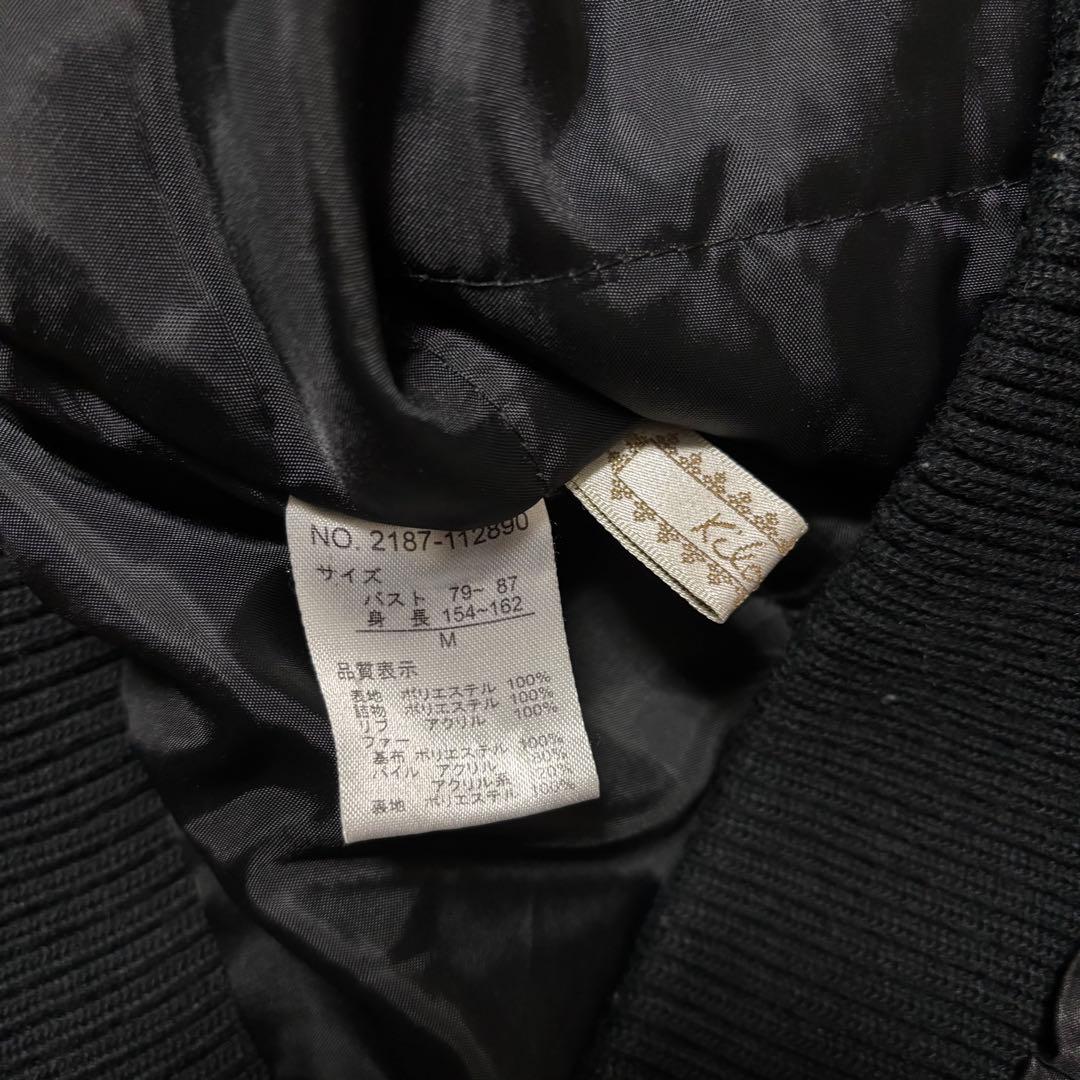 NO. 2187-112890
サイズ
バスト 79~ 87
身 長 154~162
M
品質表示
表地 ポリエステル 100%
詰物 ポリエステル 100%
リブ アクリル 100%
ファー
基布 ポリエステル 100%
パイル アクリル 80%
アクリル系 20%
裏地 ポリエステル 100%